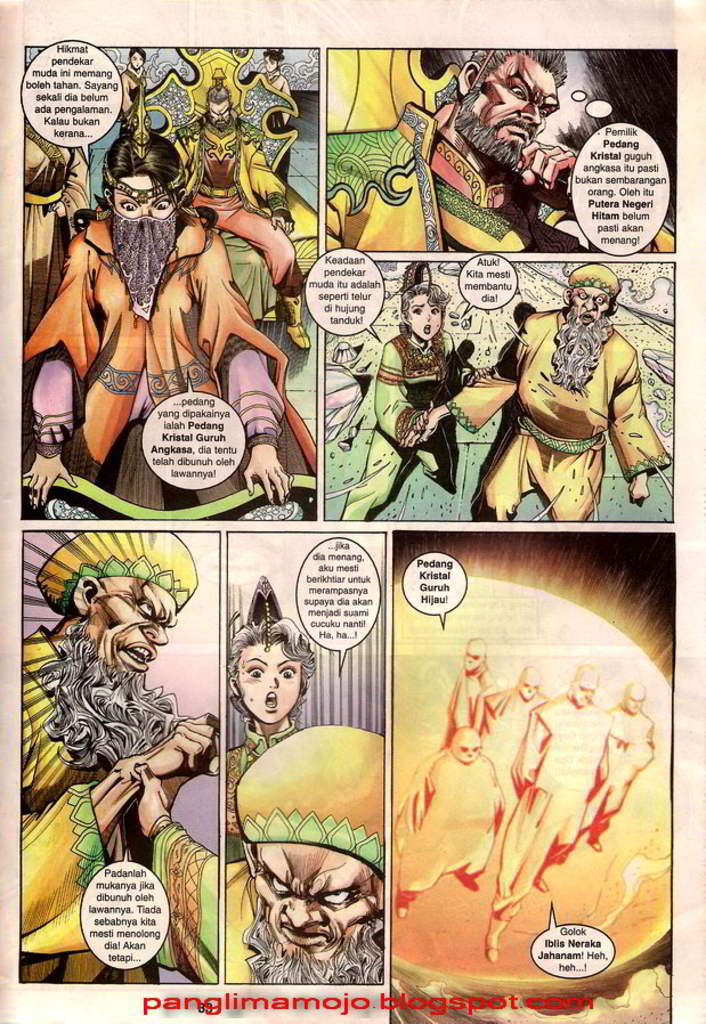 Hikmat
pendekar
muda ini memang
boleh tahan. Sayang
sekali dia belum
ada pengalaman.
Kalau bukan
kerana...
...pedang
yang dipakainya
ialah Pedang
Kristal Guruh
Angkasa, dia tentu
telah dibunuh oleh
lawannya!
Pemilik
Pedang
Kristal guguh
angkasa itu pasti
bukan sembarangan
orang. Oleh itu
Putera Negeri
Hitam belum
pasti akan
menang!
Keadaan
pendekar
muda itu adalah
seperti telur
di hujung
tanduk!
Atuk!
Kita mesti
membantu
dia!
Padanlah
mukanya jika
dibunuh oleh
lawannya. Tiada
sebabnya kita
mesti menolong
dia! Akan
tetapi...
...jika
dia menang,
aku mesti
berikhtiar untuk
merampasnya
supaya dia akan
menjadi suami
cucuku nanti!
Ha, ha...!
Pedang
Kristal
Guruh
Hijau!
Golok
Iblis Neraka
Jahanam! Heh,
heh...!
panglimamojo.blogspot.com